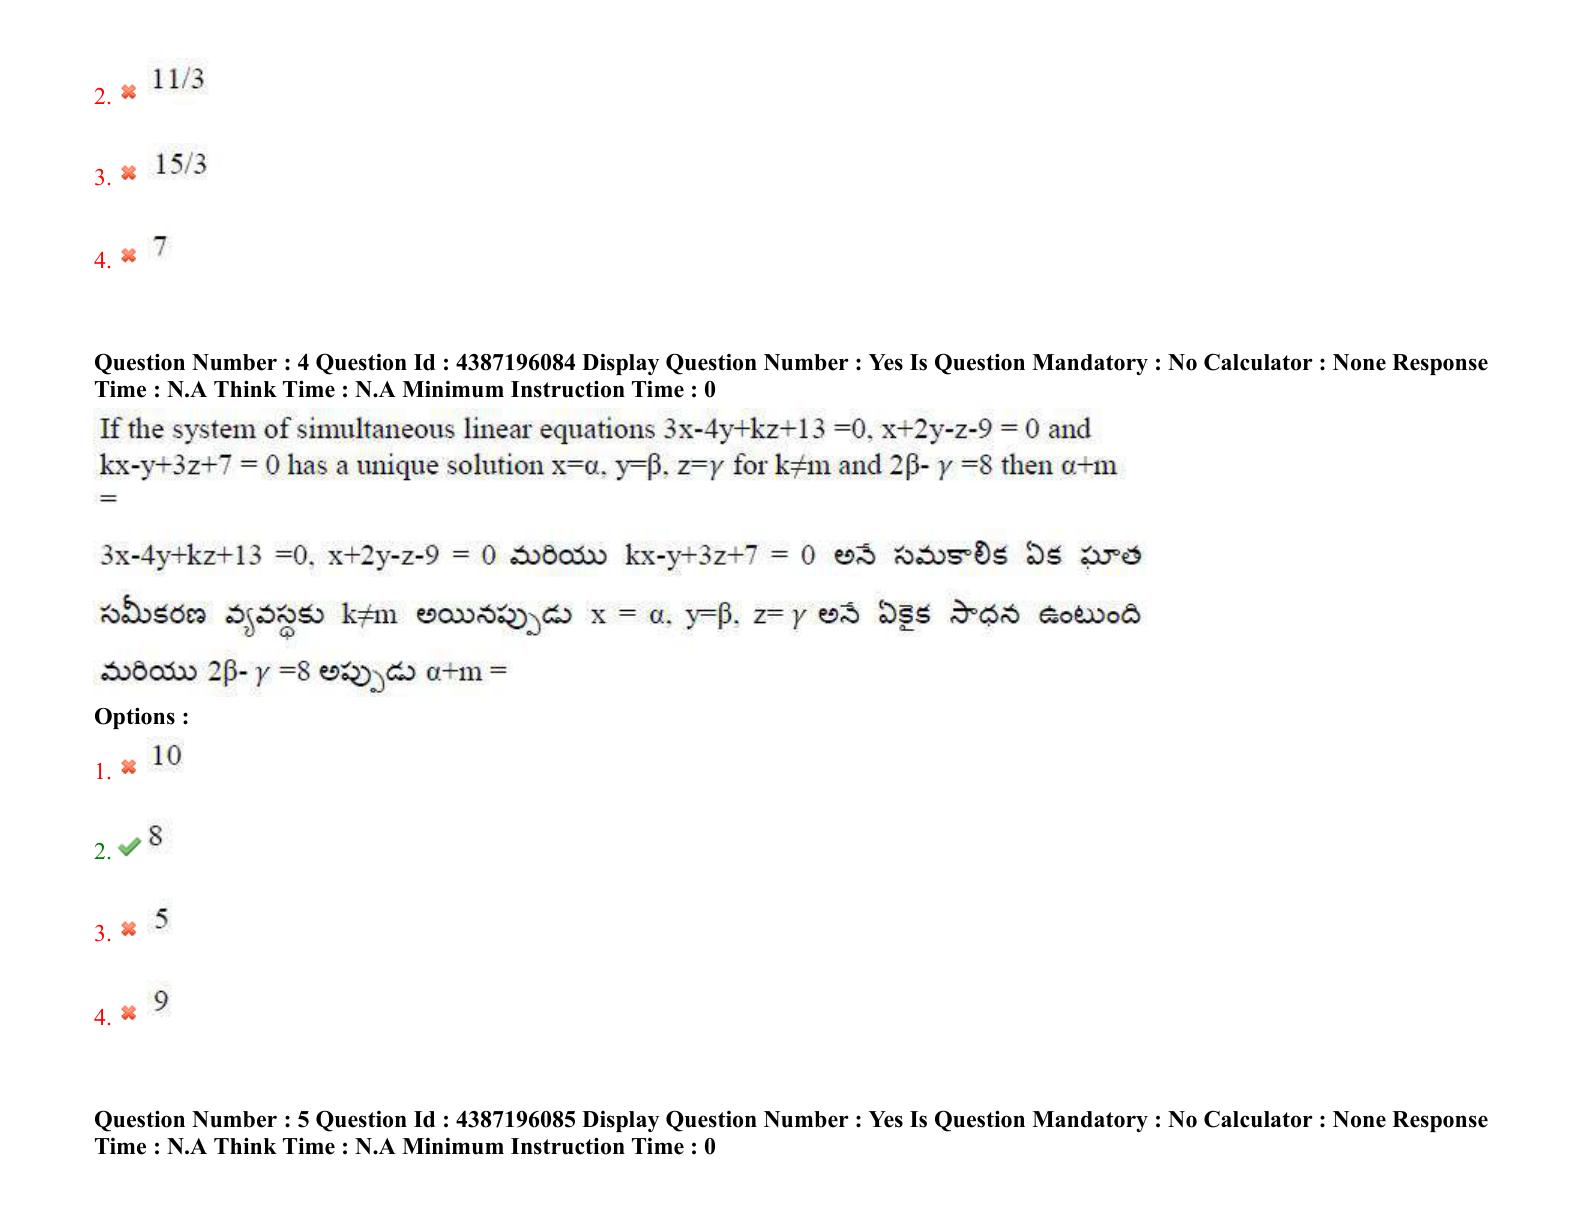 2. 11/3
3. 15/3
4. 7
Question Number : 4 Question Id : 4387196084 Display Question Number : Yes Is Question Mandatory : No Calculator : None Response
Time : N.A Think Time : N.A Minimum Instruction Time : 0
If the system of simultaneous linear equations 3x-4y+kz+13 =0, x+2y-z-9 = 0 and
kx-y+3z+7 = 0 has a unique solution x=α, y=β, z=γ for k≠m and 2β- γ =8 then α+m
=
3x-4y+kz+13 =0, x+2y-z-9 = 0 మరియు kx-y+3z+7 = 0 అనే సమకాలిక ఏక ఘాత
సమీకరణ వ్యవస్థకు k≠m అయినప్పుడు x = α, y=β, z= γ అనే ఏకైక సాధన ఉంటుంది
మరియు 2β- γ =8 అప్పుడు α+m =
Options :
1. 10
2. 8
3. 5
4. 9
Question Number : 5 Question Id : 4387196085 Display Question Number : Yes Is Question Mandatory : No Calculator : None Response
Time : N.A Think Time : N.A Minimum Instruction Time : 0